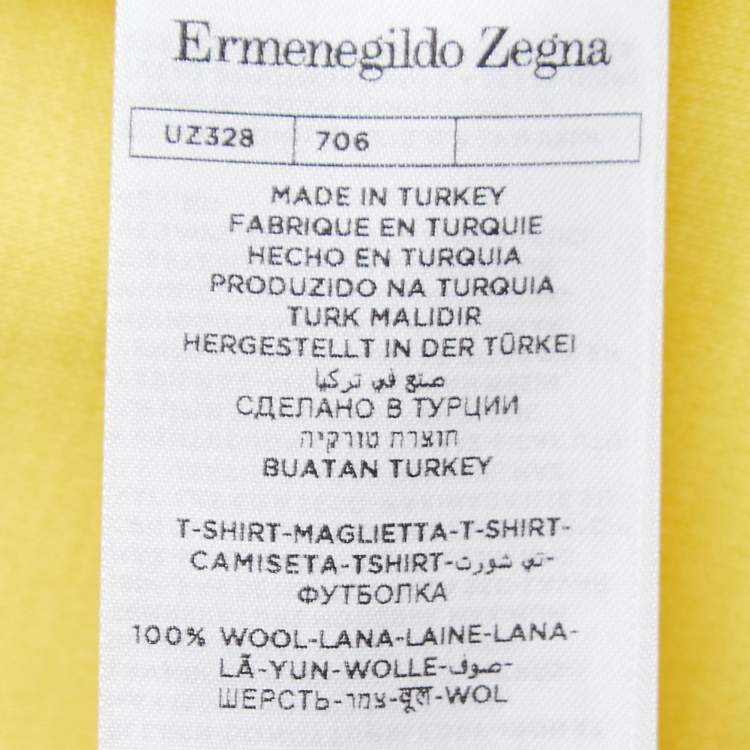 Ermenegildo Zegna
UZ328 706
MADE IN TURKEY
FABRIQUE EN TURQUIE
HECHO EN TURQUIA
PRODUZIDO NA TURQUIA
TURK MALIDIR
HERGESTELLT IN DER TÜRKEI
صنع في تركيا
СДЕЛАНО В ТУРЦИИ
תוצרת טורקיה
BUATAN TURKEY
T-SHIRT-MAGLIETTA-T-SHIRT-
CAMISETA-TSHIRT-تي شورت-
ФУТБОЛКА
100% WOOL-LANA-LAINE-LANA-
LÃ-YUN-WOLLE-صوف-
ШЕРСТЬ-צמר-वूल-WOL